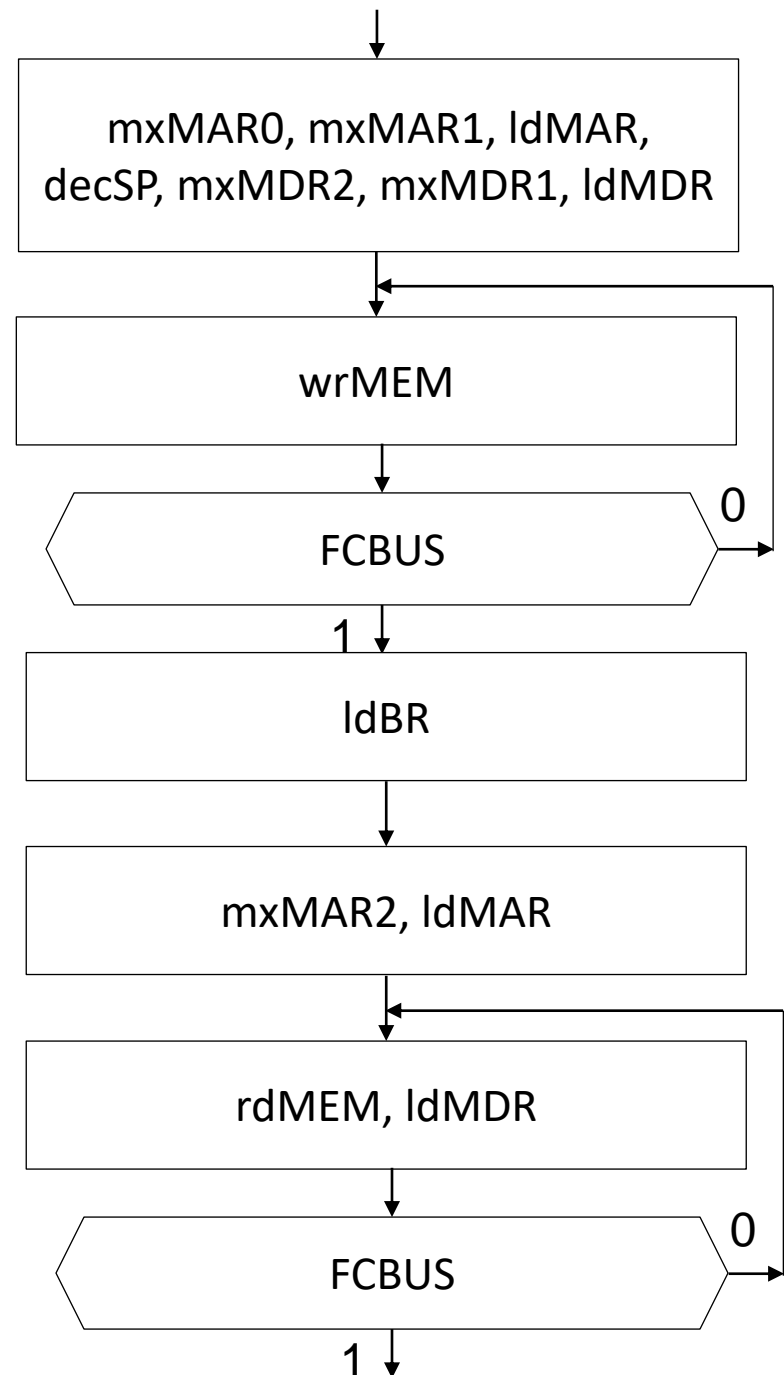 mxMAR0, mxMAR1, ldMAR,
decSP, mxMDR2, mxMDR1, ldMDR
wrMEM
0
FCBUS
1
ldBR
mxMAR2, ldMAR
rdMEM, ldMDR
0
FCBUS
1